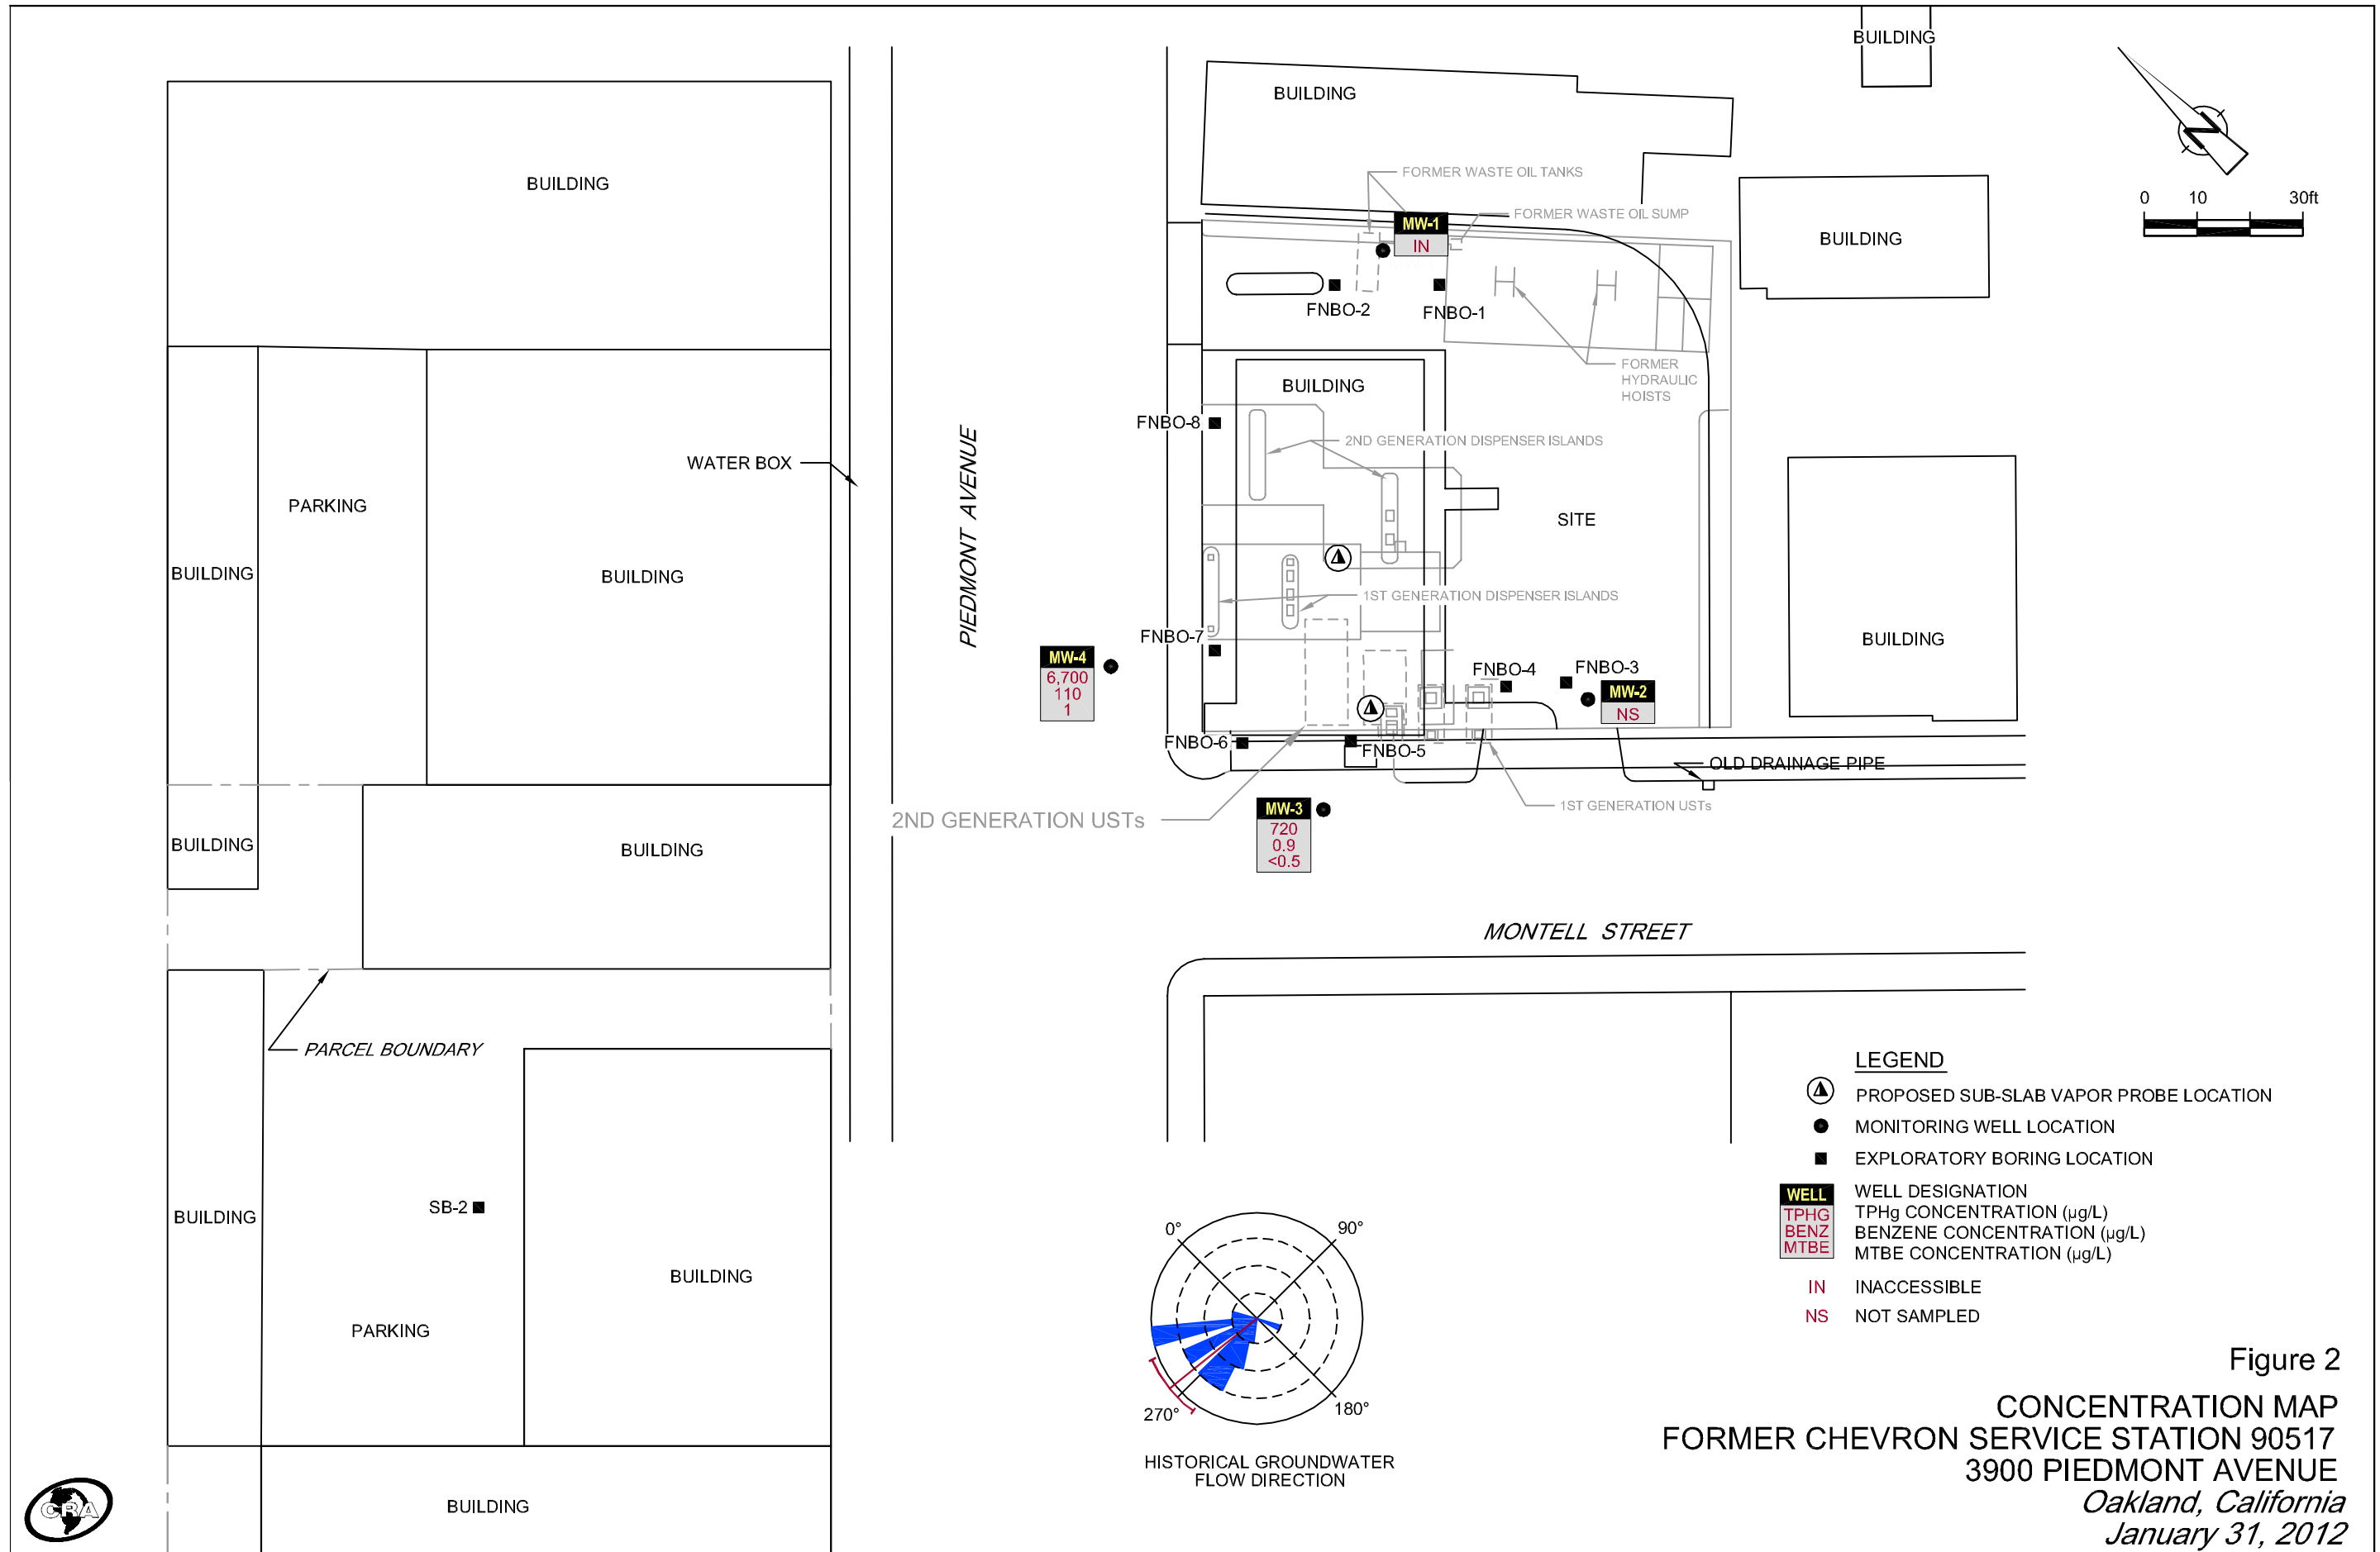 BUILDING
BUILDING
FORMER WASTE OIL TANKS
BUILDING
0 10 30ft
MW-1
IN
FORMER WASTE OIL SUMP
BUILDING
FNBO-2
FNBO-1
FORMER
HYDRAULIC
HOISTS
BUILDING
FNBO-8
2ND GENERATION DISPENSER ISLANDS
WATER BOX
PIEDMONT AVENUE
PARKING
SITE
BUILDING
BUILDING
1ST GENERATION DISPENSER ISLANDS
FNBO-7
BUILDING
MW-4
6,700
110
1
FNBO-4
FNBO-3
MW-2
NS
FNBO-6
FNBO-5
OLD DRAINAGE PIPE
2ND GENERATION USTs
MW-3
720
0.9
<0.5
1ST GENERATION USTs
BUILDING
BUILDING
MONTELL STREET
PARCEL BOUNDARY
SB-2
BUILDING
BUILDING
PARKING
BUILDING
0°
90°
270°
180°
HISTORICAL GROUNDWATER
FLOW DIRECTION
LEGEND
PROPOSED SUB-SLAB VAPOR PROBE LOCATION
MONITORING WELL LOCATION
EXPLORATORY BORING LOCATION
WELL WELL DESIGNATION
TPHG TPHg CONCENTRATION (µg/L)
BENZ BENZENE CONCENTRATION (µg/L)
MTBE MTBE CONCENTRATION (µg/L)
IN INACCESSIBLE
NS NOT SAMPLED
Figure 2
CONCENTRATION MAP
FORMER CHEVRON SERVICE STATION 90517
3900 PIEDMONT AVENUE
Oakland, California
January 31, 2012
CRA
N
BUILDING